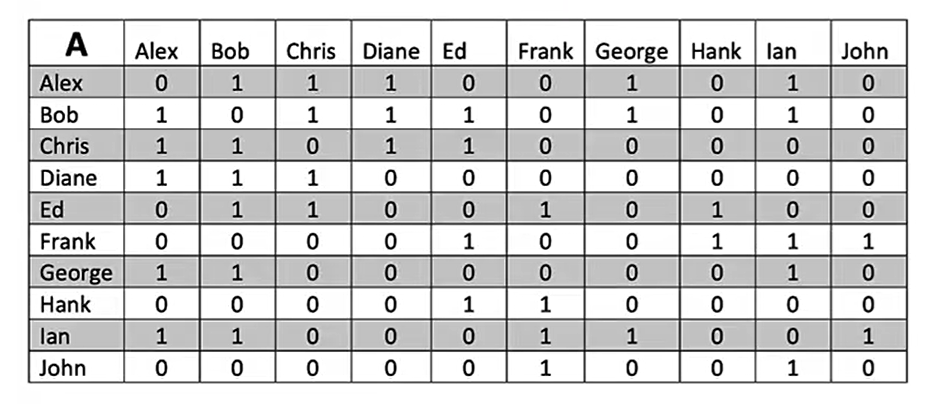 A Alex Bob Chris Diane Ed Frank George Hank Ian John
Alex 0 1 1 1 0 0 1 0 1 0
Bob 1 0 1 1 1 0 1 0 1 0
Chris 1 1 0 1 1 0 0 0 0 0
Diane 1 1 1 0 0 0 0 0 0 0
Ed 0 1 1 0 0 1 0 1 0 0
Frank 0 0 0 0 1 0 0 1 1 1
George 1 1 0 0 0 0 0 0 1 0
Hank 0 0 0 0 1 1 0 0 0 0
Ian 1 1 0 0 0 1 1 0 0 1
John 0 0 0 0 0 1 0 0 1 0